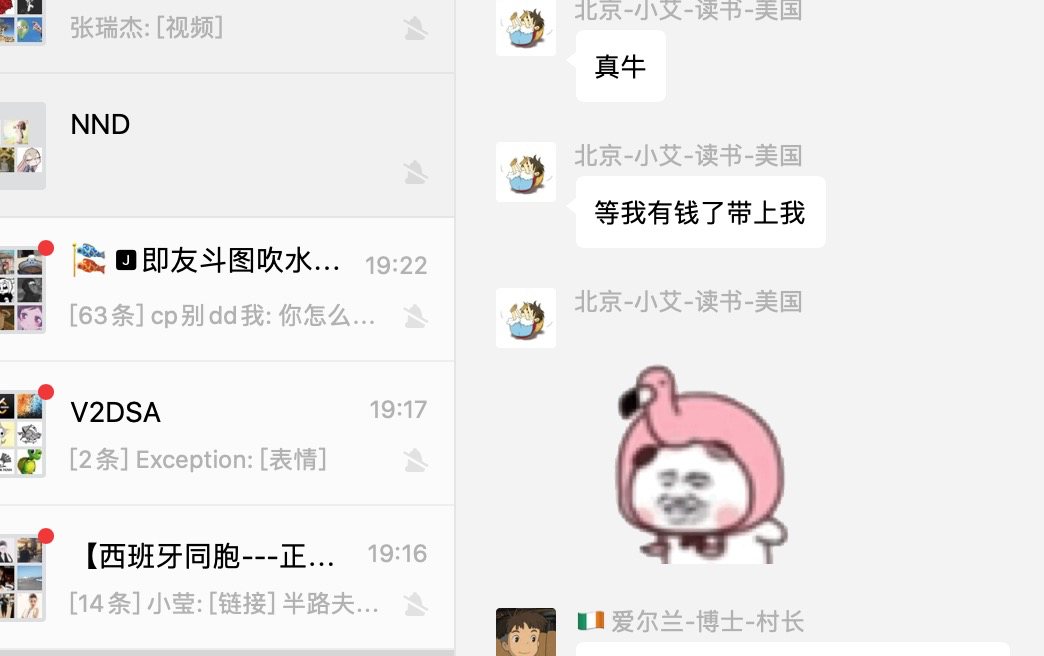 张瑞杰: [视频]
NND
🎏 🅹即友斗图吹水... 19:22
[63条] cp别dd我: 你怎么...
V2DSA 19:17
[2条] Exception: [表情]
【西班牙同胞---正... 19:16
[14条] 小莹: [链接] 半路夫...
北京-小艾-读书-美国
真牛
北京-小艾-读书-美国
等我有钱了带上我
北京-小艾-读书-美国
🇮🇪 爱尔兰-博士-村长